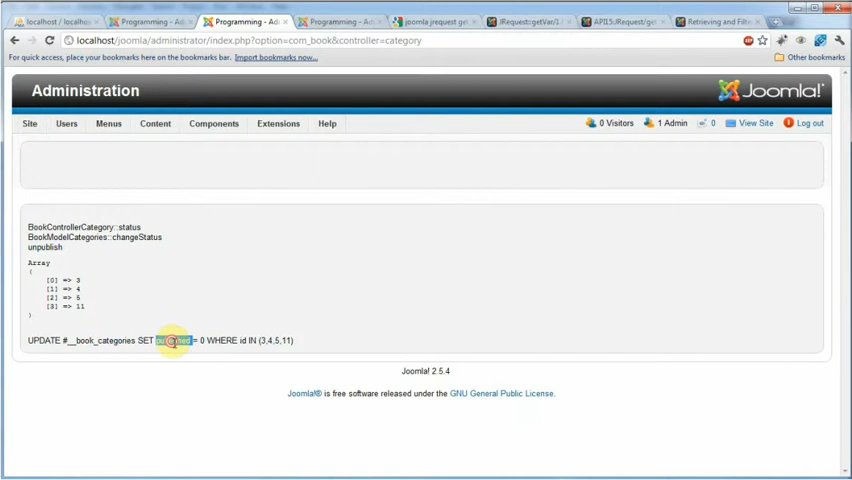 localhost / localho
Programming - Ad
Programming - Ad
Programming - Ad
joomla jrequest get
JRequest::getVar/1.
API15:JRequest/get
Retrieving and Filte
localhost/joomla/administrator/index.php?option=com_book&controller=category
For quick access, place your bookmarks here on the bookmarks bar. Import bookmarks now...
Other bookmarks
Administration
Joomla!®
Site Users Menus Content Components Extensions Help
0 Visitors 1 Admin 0 View Site Log out
BookControllerCategory::status
BookModelCategories::changeStatus
unpublish
Array
(
[0] => 3
[1] => 4
[2] => 5
[3] => 11
)
UPDATE #__book_categories SET = 0 WHERE id IN (3,4,5,11)
Joomla! 2.5.4
Joomla!® is free software released under the GNU General Public License.